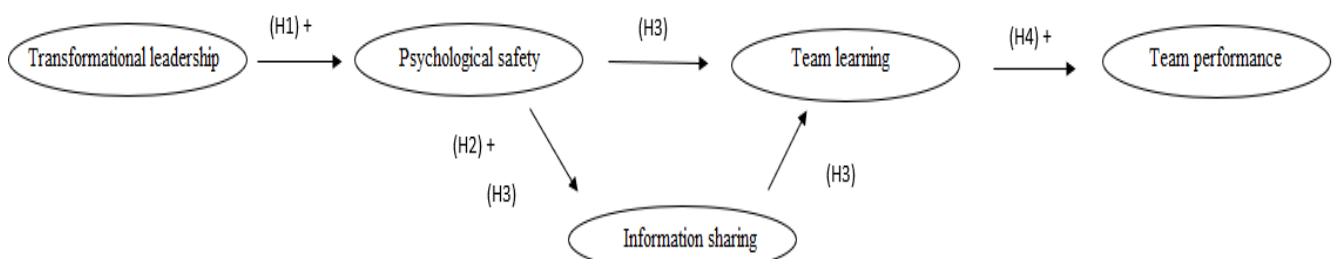 (H1) +
(H3)
(H4) +
Transformational leadership
Psychological safety
Team learning
Team performance
(H2) +
(H3)
(H3)
Information sharing